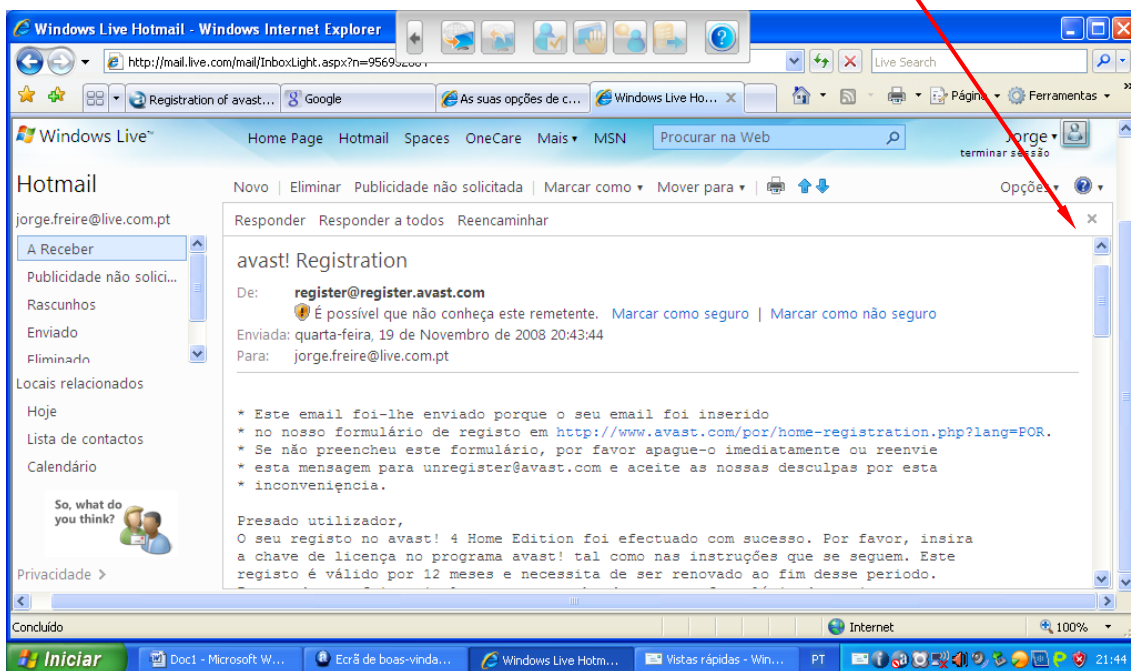 Windows Live Hotmail - Windows Internet Explorer
http://mail.live.com/mail/InboxLight.aspx?n=95695
Live Search
Registration of avast...
Google
As suas opções de c...
Windows Live Ho...
Página
Ferramentas
Windows Live™
Home Page Hotmail Spaces OneCare Mais MSN
Procurar na Web
Jorge
terminar sessão
Hotmail
Novo | Eliminar Publicidade não solicitada | Marcar como Mover para |
Opções
jorge.freire@live.com.pt
Responder Responder a todos Reencaminhar
A Receber
Publicidade não solici...
Rascunhos
Enviado
Eliminado
Locais relacionados
Hoje
Lista de contactos
Calendário
So, what do
you think?
Privacidade
avast! Registration
De: register@register.avast.com
É possível que não conheça este remetente. Marcar como seguro | Marcar como não seguro
Enviada: quarta-feira, 19 de Novembro de 2008 20:43:44
Para: jorge.freire@live.com.pt
* Este email foi-lhe enviado porque o seu email foi inserido
* no nosso formulário de registo em http://www.avast.com/por/home-registration.php?lang=POR.
* Se não preencheu este formulário, por favor apague-o imediatamente ou reenvie
* esta mensagem para unregister@avast.com e aceite as nossas desculpas por esta
* inconvenięncia.
Presado utilizador,
O seu registo no avast! 4 Home Edition foi efectuado com sucesso. Por favor, insira
a chave de licença no programa avast! tal como nas instruções que se seguem. Este
registo é válido por 12 meses e necessita de ser renovado ao fim desse periodo.
Concluído
Internet
100%
Iniciar
Doc1 - Microsoft W...
Ecrã de boas-vinda...
Windows Live Hotm...
Vistas rápidas - Win...
PT
21:44